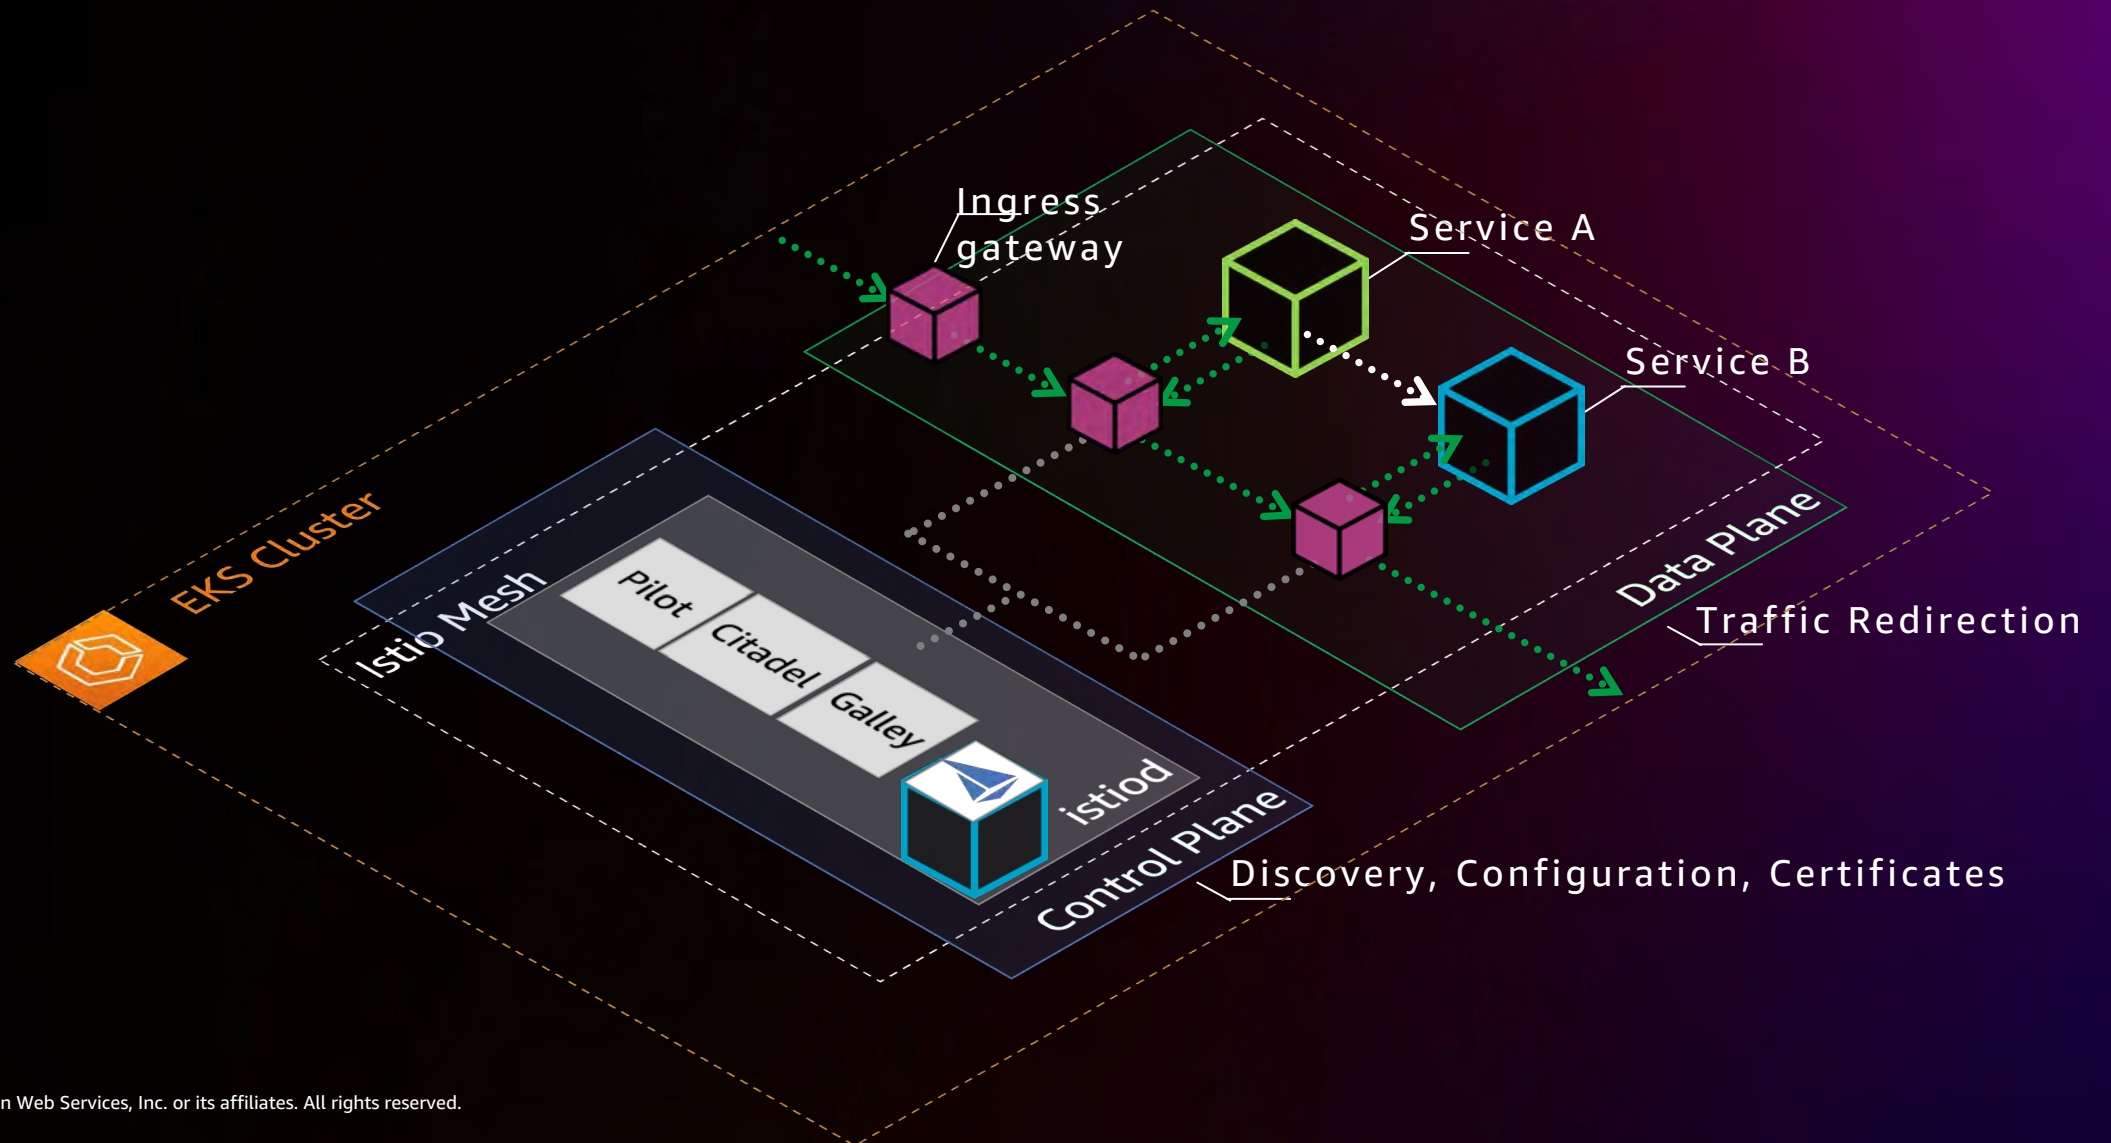 Ingress
gateway
Service A
Service B
EKS Cluster
Istio Mesh
Pilot
Citadel
Galley
istiod
Data Plane
Traffic Redirection
Control Plane
Discovery, Configuration, Certificates
n Web Services, Inc. or its affiliates. All rights reserved.